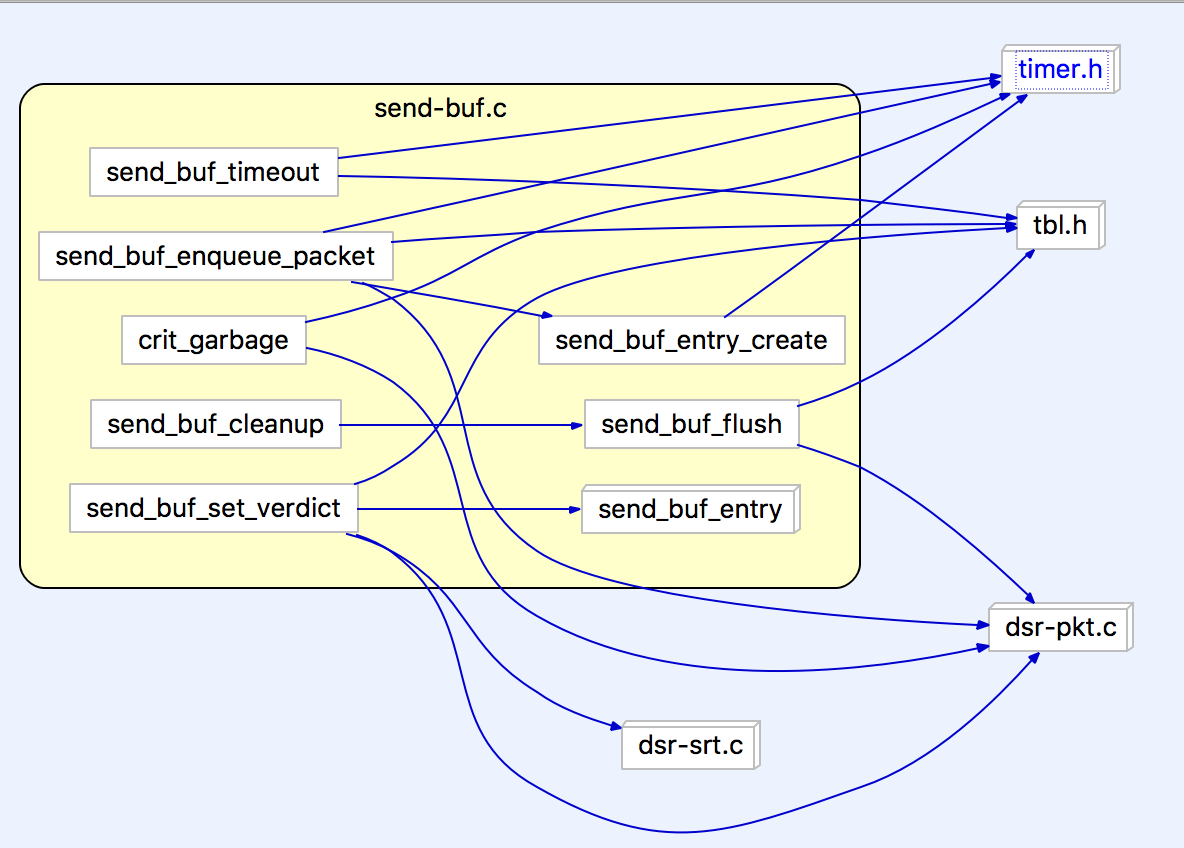 timer.h
send-buf.c
send_buf_timeout
tbl.h
send_buf_enqueue_packet
crit_garbage
send_buf_entry_create
send_buf_cleanup
send_buf_flush
send_buf_set_verdict
send_buf_entry
dsr-pkt.c
dsr-srt.c